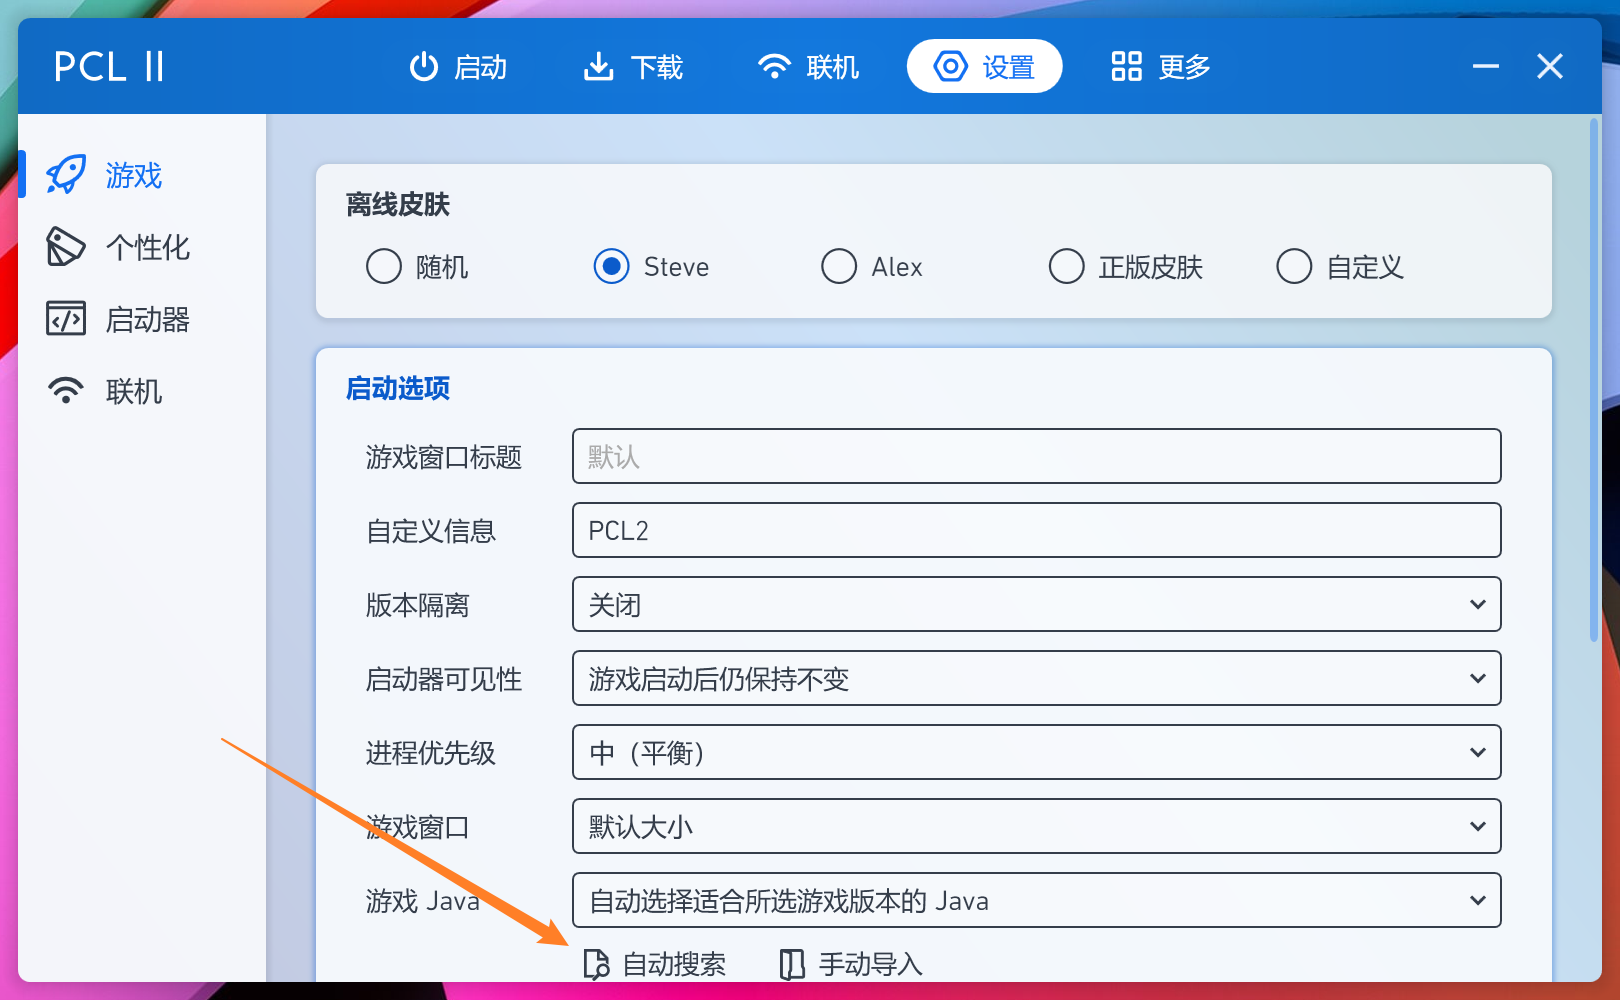 PCL II
启动
下载
联机
设置
更多
游戏
个性化
启动器
联机
离线皮肤
随机
Steve
Alex
正版皮肤
自定义
启动选项
游戏窗口标题
默认
自定义信息
PCL2
版本隔离
关闭
启动器可见性
游戏启动后仍保持不变
进程优先级
中（平衡）
游戏窗口
默认大小
游戏 Java
自动选择适合所选游戏版本的 Java
自动搜索
手动导入